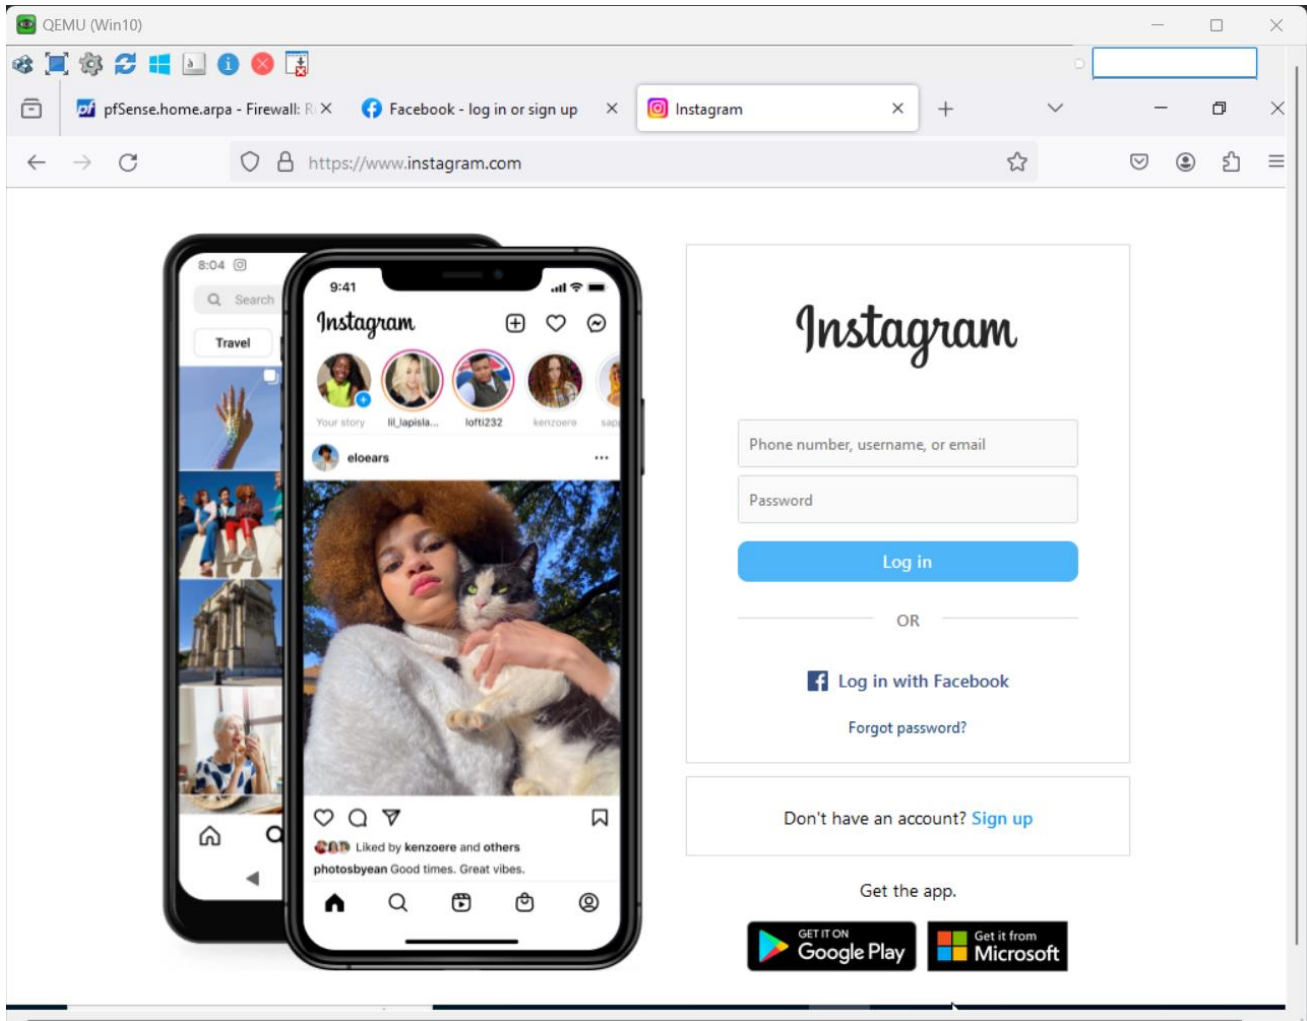 QEMU (Win10)
pfSense.home.arpa - Firewall: R
Facebook - log in or sign up
Instagram
https://www.instagram.com
8:04
Search
Travel
9:41
Instagram
Your story
lil_lapisla...
lofti232
kenzoere
sap
eloears
Liked by kenzoere and others
photosbyean Good times. Great vibes.
Instagram
Phone number, username, or email
Password
Log in
OR
Log in with Facebook
Forgot password?
Don't have an account? Sign up
Get the app.
GET IT ON
Google Play
Get it from
Microsoft